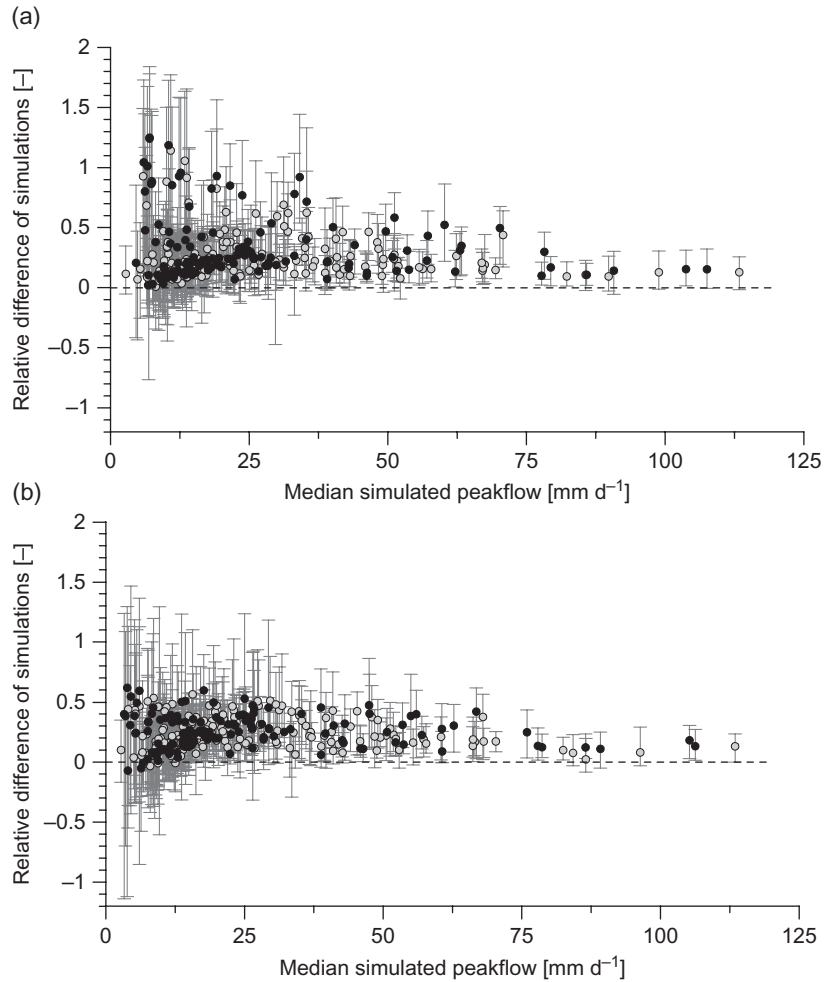 (a)
Relative difference of simulations [–]
2
1.5
1
0.5
0
–0.5
–1
0 25 50 75 100 125
Median simulated peakflow [mm d⁻¹]
(b)
Relative difference of simulations [–]
2
1.5
1
0.5
0
–0.5
–1
0 25 50 75 100 125
Median simulated peakflow [mm d⁻¹]